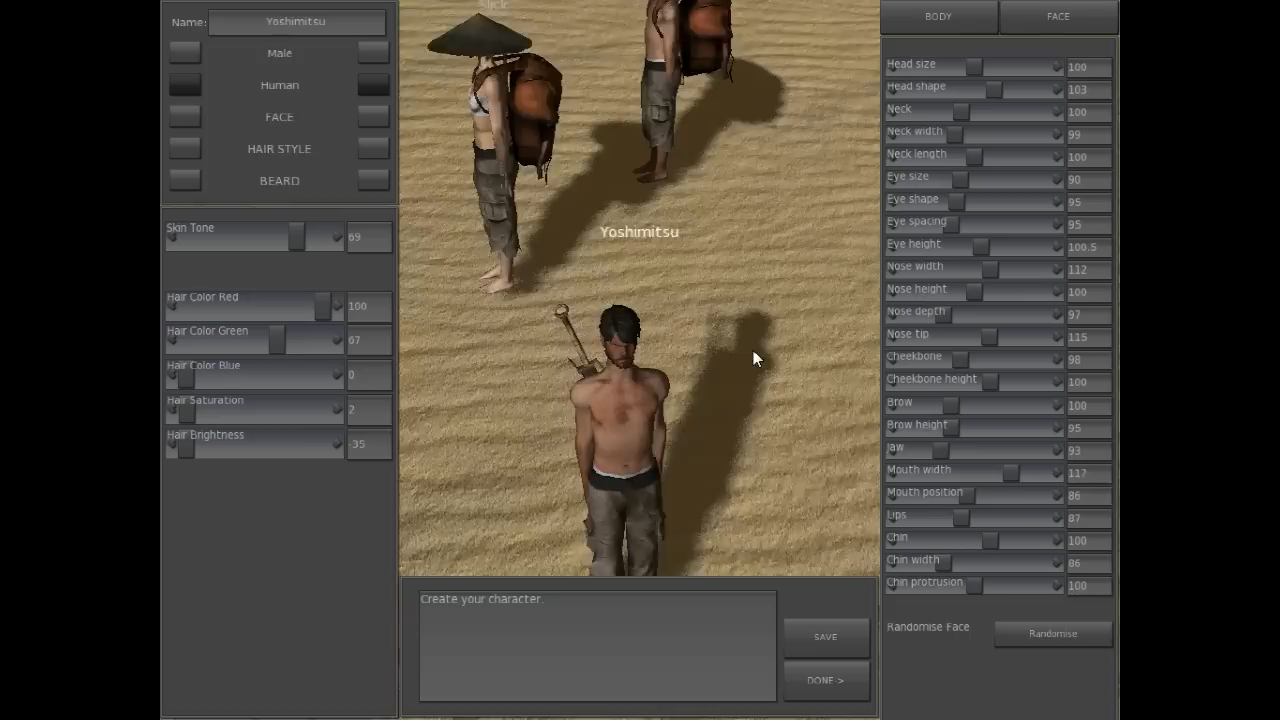 Name: Yoshimitsu
Male
Human
FACE
HAIR STYLE
BEARD
Skin Tone 69
Hair Color Red 100
Hair Color Green 67
Hair Color Blue 0
Hair Saturation 2
Hair Brightness -35
Slick
Yoshimitsu
Create your character.
SAVE
DONE >
BODY FACE
Head size 100
Head shape 103
Neck 100
Neck width 99
Neck length 100
Eye size 90
Eye shape 95
Eye spacing 95
Eye height 100.5
Nose width 112
Nose height 100
Nose depth 97
Nose tip 115
Cheekbone 98
Cheekbone height 100
Brow 100
Brow height 95
Jaw 93
Mouth width 117
Mouth position 86
Lips 87
Chin 100
Chin width 86
Chin protrusion 100
Randomise Face Randomise